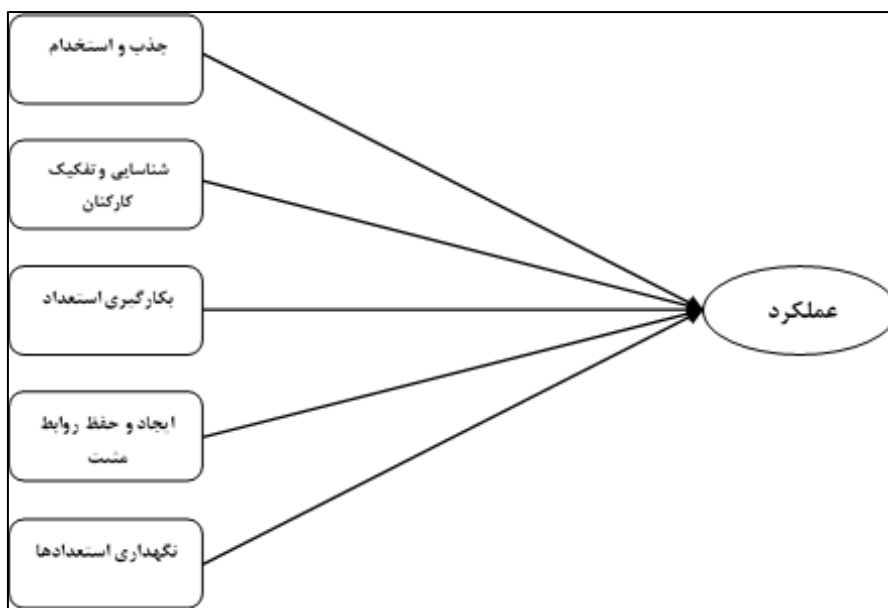 جذب و استخدام
شناسایی و تفکیک
کارکنان
بکارگیری استعداد
ایجاد و حفظ روابط
مثبت
نگهداری استعدادها
عملکرد